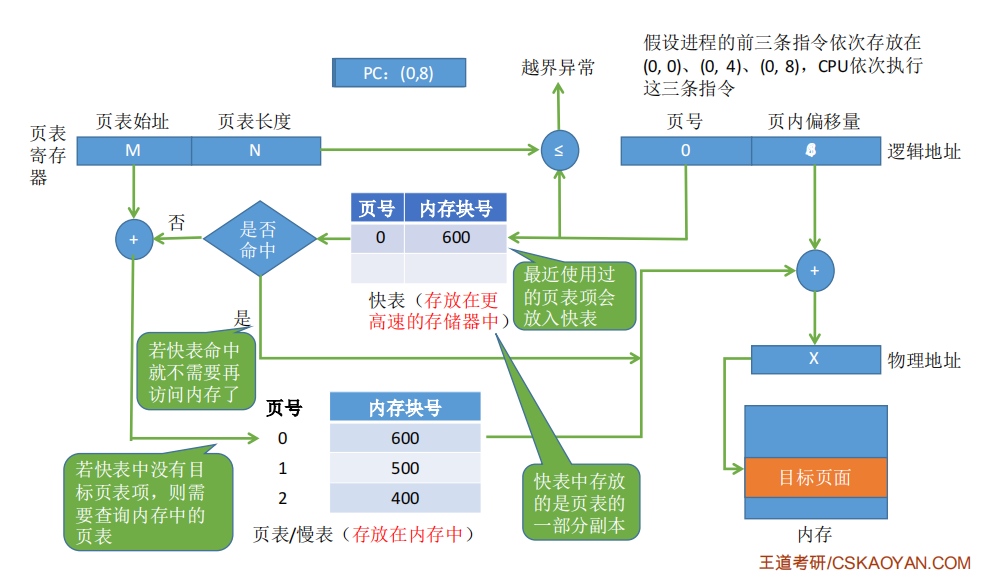 假设进程的前三条指令依次存放在
(0, 0)、(0, 4)、(0, 8)，CPU依次执行
这三条指令
PC：(0,8)
越界异常
页表始址
页表长度
页号
页内偏移量
页表
寄存
器
M
N
≤
0
逻辑地址
页号
内存块号
0
600
否
是否
命中
+
+
快表（存放在更
高速的存储器中）
最近使用过
的页表项会
放入快表
是
若快表命中
就不需要再
访问内存了
X
物理地址
页号
内存块号
0
600
1
500
2
400
页表/慢表（存放在内存中）
若快表中没有目
标页表项，则需
要查询内存中的
页表
快表中存放
的是页表的
一部分副本
目标页面
内存
王道考研/CSKAOYAN.COM